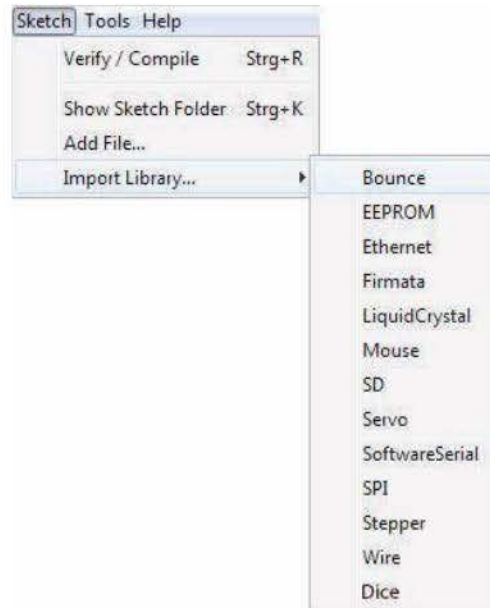 Sketch Tools Help
Verify / Compile Strg+R
Show Sketch Folder Strg+K
Add File...
Import Library...
Bounce
EEPROM
Ethernet
Firmata
LiquidCrystal
Mouse
SD
Servo
SoftwareSerial
SPI
Stepper
Wire
Dice